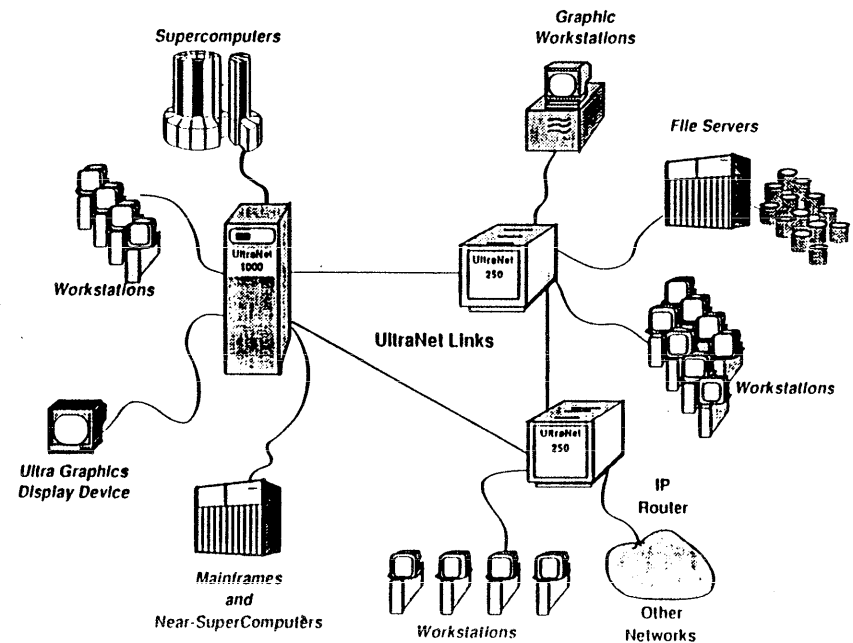 Supercomputers
Graphic
Workstations
File Servers
UltraNet
1000
UltraNet
250
Workstations
UltraNet Links
Workstations
UltraNet
250
Ultra Graphics
Display Device
IP
Router
Mainframes
and
Near-SuperComputers
Workstations
Other
Networks